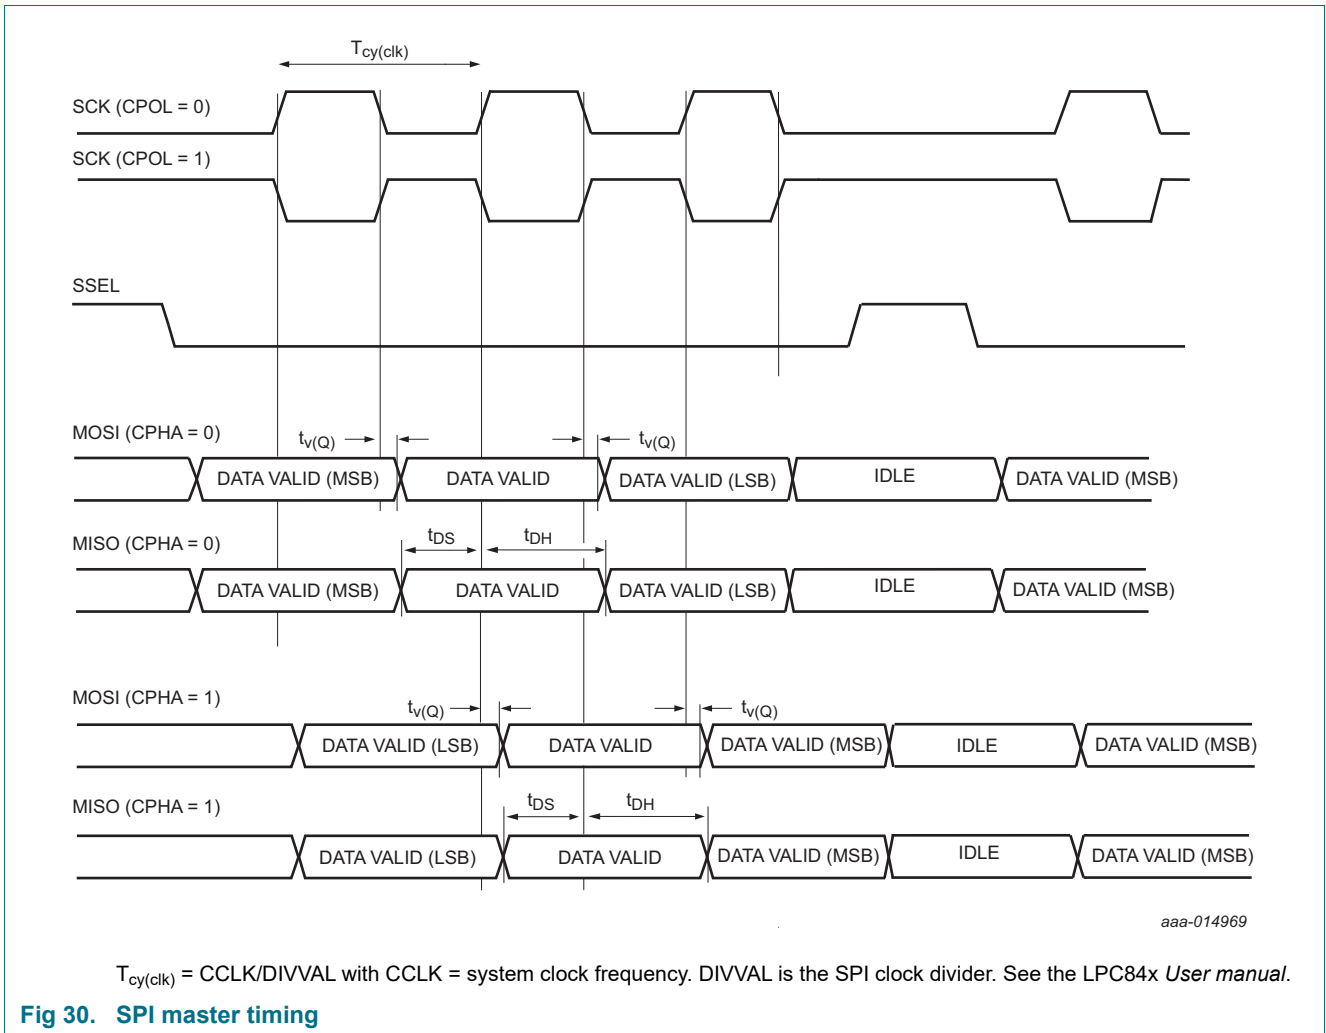 Tcy(clk)
SCK (CPOL = 0)
SCK (CPOL = 1)
SSEL
MOSI (CPHA = 0)
tv(Q) tv(Q)
DATA VALID (MSB) DATA VALID DATA VALID (LSB) IDLE DATA VALID (MSB)
MISO (CPHA = 0)
tDS tDH
DATA VALID (MSB) DATA VALID DATA VALID (LSB) IDLE DATA VALID (MSB)
MOSI (CPHA = 1)
tv(Q) tv(Q)
DATA VALID (LSB) DATA VALID DATA VALID (MSB) IDLE DATA VALID (MSB)
MISO (CPHA = 1)
tDS tDH
DATA VALID (LSB) DATA VALID DATA VALID (MSB) IDLE DATA VALID (MSB)
aaa-014969
Tcy(clk) = CCLK/DIVVAL with CCLK = system clock frequency. DIVVAL is the SPI clock divider. See the LPC84x User manual.
Fig 30. SPI master timing